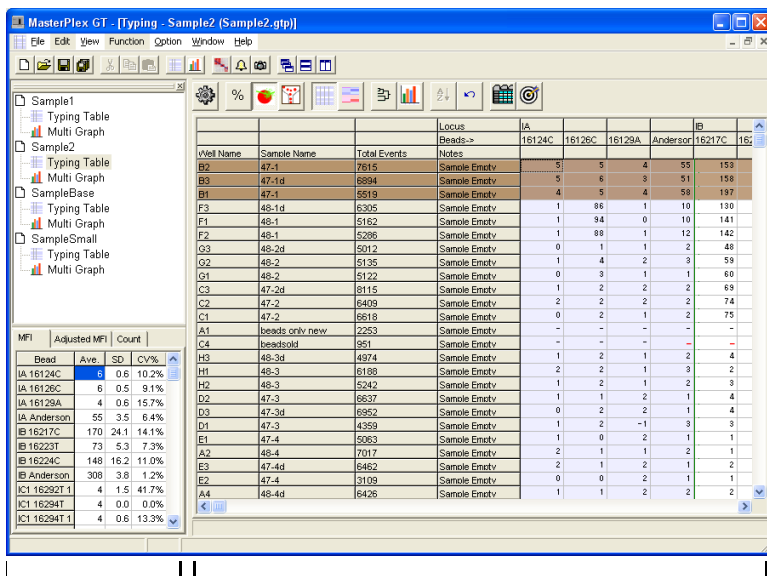 MasterPlex GT - [Typing - Sample2 (Sample2.gtp)]
File Edit View Function Option Window Help
Sample1
Typing Table
Multi Graph
Sample2
Typing Table
Multi Graph
SampleBase
Typing Table
Multi Graph
SampleSmall
Typing Table
Multi Graph
MFI Adjusted MFI Count
Bead Ave. SD CV%
IA 16124C 6 0.6 10.2%
IA 16126C 6 0.5 9.1%
IA 16129A 4 0.6 15.7%
IA Anderson 55 3.5 6.4%
IB 16217C 170 24.1 14.1%
IB 16223T 73 5.3 7.3%
IB 16224C 148 16.2 11.0%
IB Anderson 308 3.8 1.2%
IC1 16292T 1 4 1.5 41.7%
IC1 16294T 4 0.0 0.0%
IC1 16294T 1 4 0.6 13.3%
%
Locus IA IB
Beads-> 16124C 16126C 16129A Anderson 16217C 162
Well Name Sample Name Total Events Notes
B2 47-1 7615 Sample Empty 5 5 4 55 153
B3 47-1d 6894 Sample Empty 5 6 3 51 158
B1 47-1 5519 Sample Empty 4 5 4 58 197
F3 48-1d 6305 Sample Empty 1 86 1 10 130
F1 48-1 5162 Sample Empty 1 94 0 10 141
F2 48-1 5286 Sample Empty 1 88 1 12 142
G3 48-2d 5012 Sample Empty 0 1 1 2 48
G2 48-2 5135 Sample Empty 1 4 2 3 59
G1 48-2 5122 Sample Empty 0 3 1 1 60
C3 47-2d 8115 Sample Empty 1 2 2 2 69
C2 47-2 6409 Sample Empty 2 2 2 2 74
C1 47-2 6618 Sample Empty 0 2 1 2 75
A1 beads only new 2253 Sample Empty - - - - -
C4 beadsold 951 Sample Empty - - - - -
H3 48-3d 4974 Sample Empty 1 2 1 2 4
H1 48-3 6188 Sample Empty 2 2 1 3 2
H2 48-3 5242 Sample Empty 1 2 1 2 3
D2 47-3 6637 Sample Empty 1 1 2 1 4
D3 47-3d 6952 Sample Empty 0 2 2 1 4
D1 47-3 4359 Sample Empty 1 2 -1 3 3
E1 47-4 5063 Sample Empty 1 0 2 1 1
A2 48-4 7017 Sample Empty 2 1 1 2 1
E3 47-4d 6462 Sample Empty 2 1 2 1 2
E2 47-4 3109 Sample Empty 0 0 2 1 2
A4 48-4d 6426 Sample Empty 1 1 2 2 2